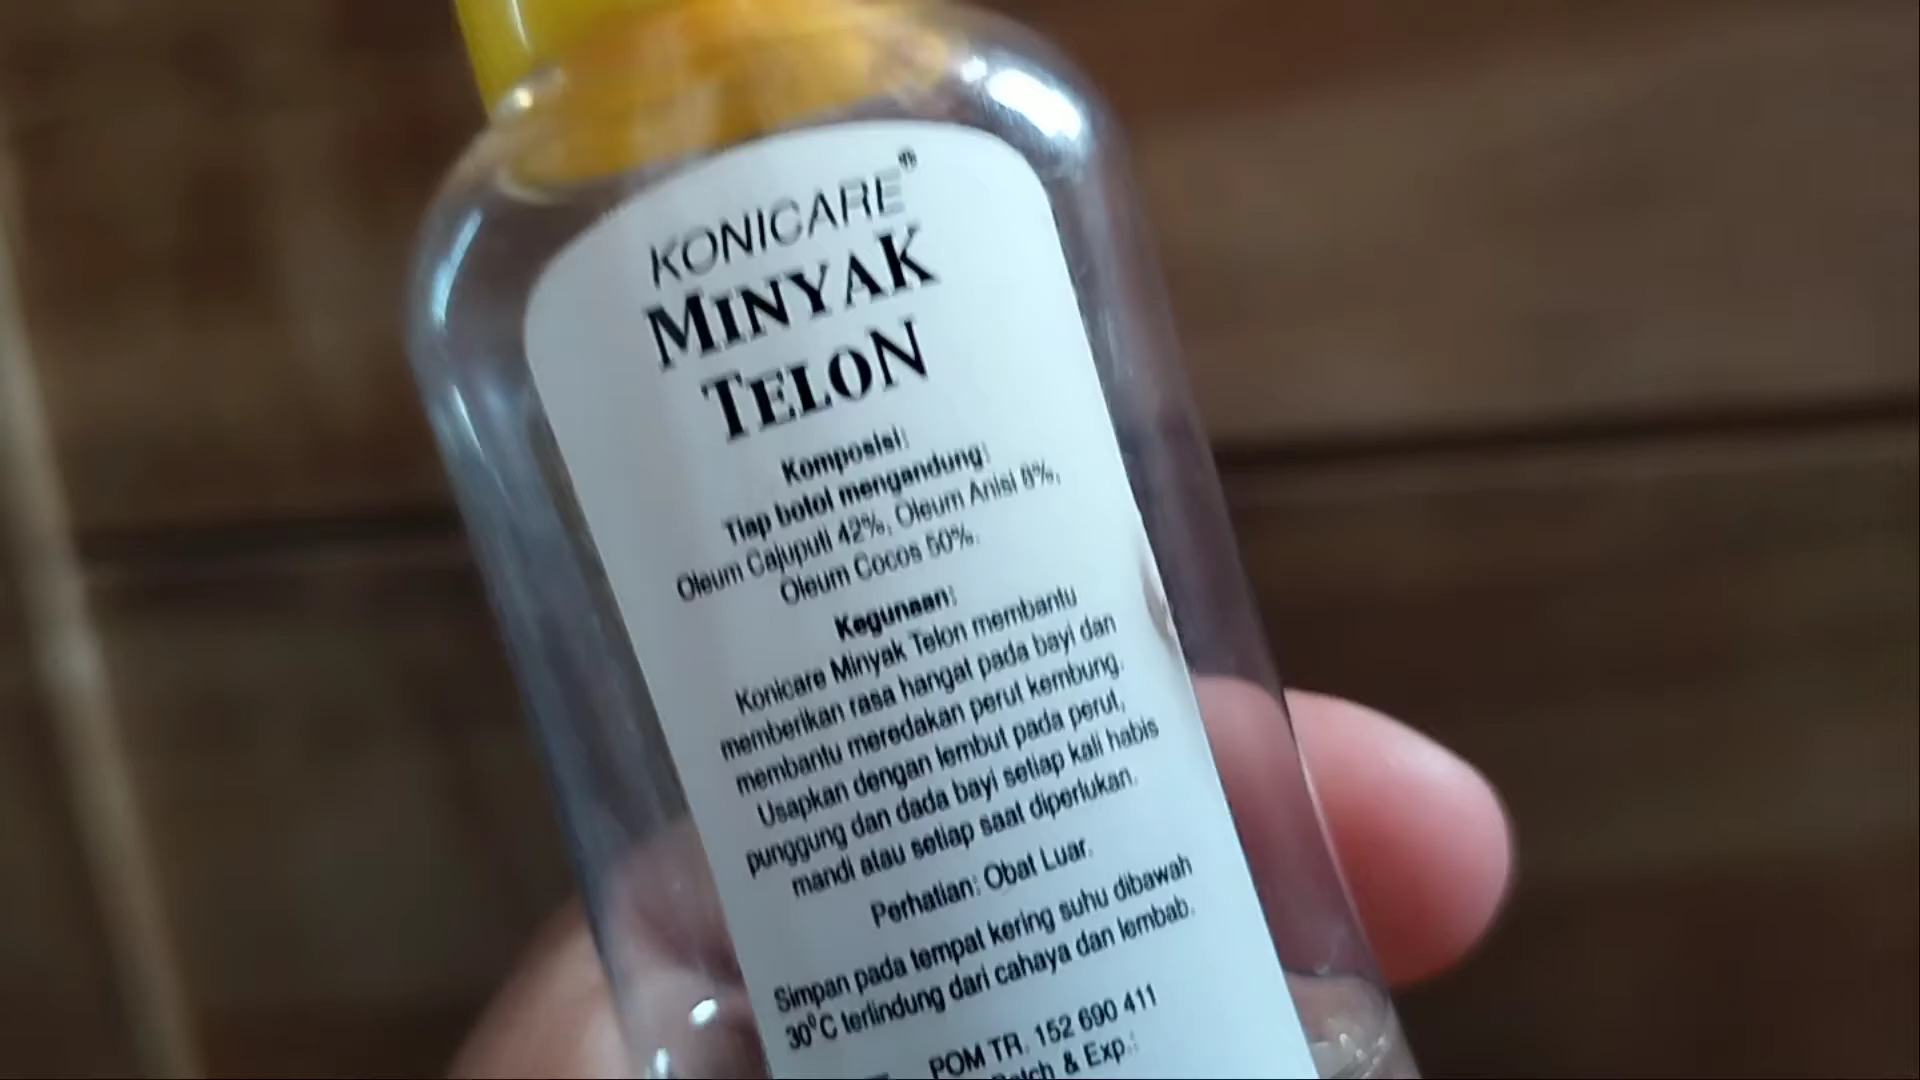 KONICARE®
MINYAK
TELON
Komposisi:
Tiap botol mengandung:
Oleum Cajuputi 42%, Oleum Anisi 8%,
Oleum Cocos 50%.
Kegunaan:
Konicare Minyak Telon membantu
memberikan rasa hangat pada bayi dan
membantu meredakan perut kembung.
Usapkan dengan lembut pada perut,
punggung dan dada bayi setiap kali habis
mandi atau setiap saat diperlukan.
Perhatian: Obat Luar.
Simpan pada tempat kering suhu dibawah
30°C terlindung dari cahaya dan lembab.
POM TR. 152 690 411
Batch & Exp.: